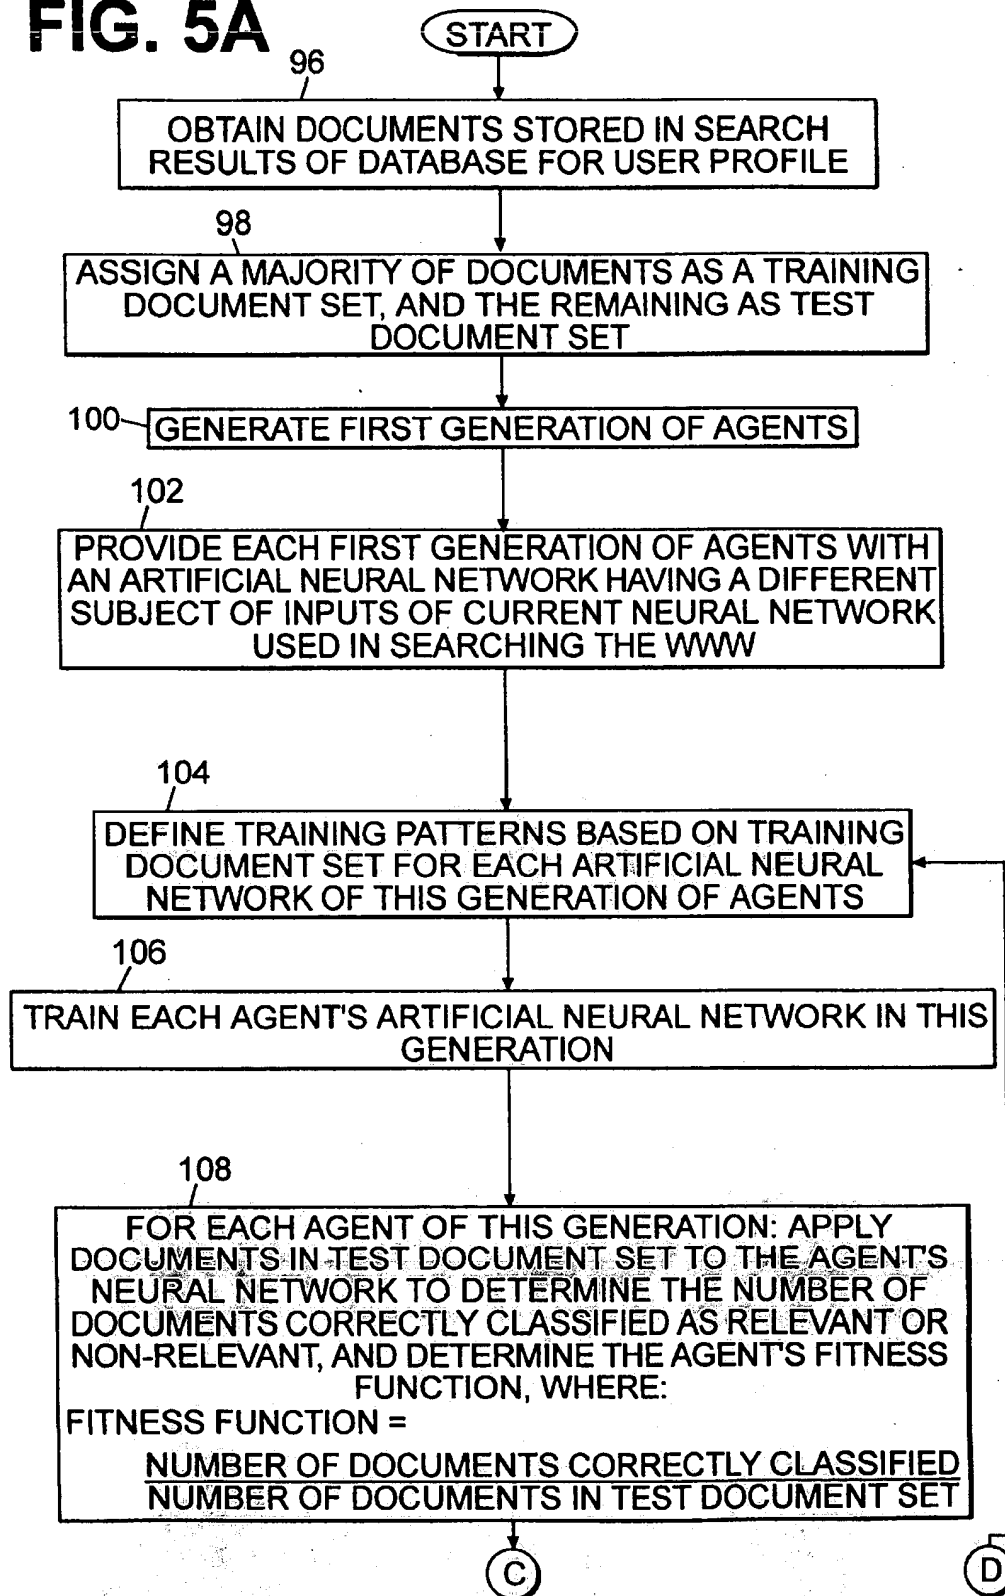 FIG. 5A
START
96
OBTAIN DOCUMENTS STORED IN SEARCH
RESULTS OF DATABASE FOR USER PROFILE
98
ASSIGN A MAJORITY OF DOCUMENTS AS A TRAINING
DOCUMENT SET, AND THE REMAINING AS TEST
DOCUMENT SET
100
GENERATE FIRST GENERATION OF AGENTS
102
PROVIDE EACH FIRST GENERATION OF AGENTS WITH
AN ARTIFICIAL NEURAL NETWORK HAVING A DIFFERENT
SUBJECT OF INPUTS OF CURRENT NEURAL NETWORK
USED IN SEARCHING THE WWW
104
DEFINE TRAINING PATTERNS BASED ON TRAINING
DOCUMENT SET FOR EACH ARTIFICIAL NEURAL
NETWORK OF THIS GENERATION OF AGENTS
106
TRAIN EACH AGENT'S ARTIFICIAL NEURAL NETWORK IN THIS
GENERATION
108
FOR EACH AGENT OF THIS GENERATION: APPLY
DOCUMENTS IN TEST DOCUMENT SET TO THE AGENT'S
NEURAL NETWORK TO DETERMINE THE NUMBER OF
DOCUMENTS CORRECTLY CLASSIFIED AS RELEVANT OR
NON-RELEVANT, AND DETERMINE THE AGENT'S FITNESS
FUNCTION, WHERE:
FITNESS FUNCTION =
NUMBER OF DOCUMENTS CORRECTLY CLASSIFIED
NUMBER OF DOCUMENTS IN TEST DOCUMENT SET
C
D